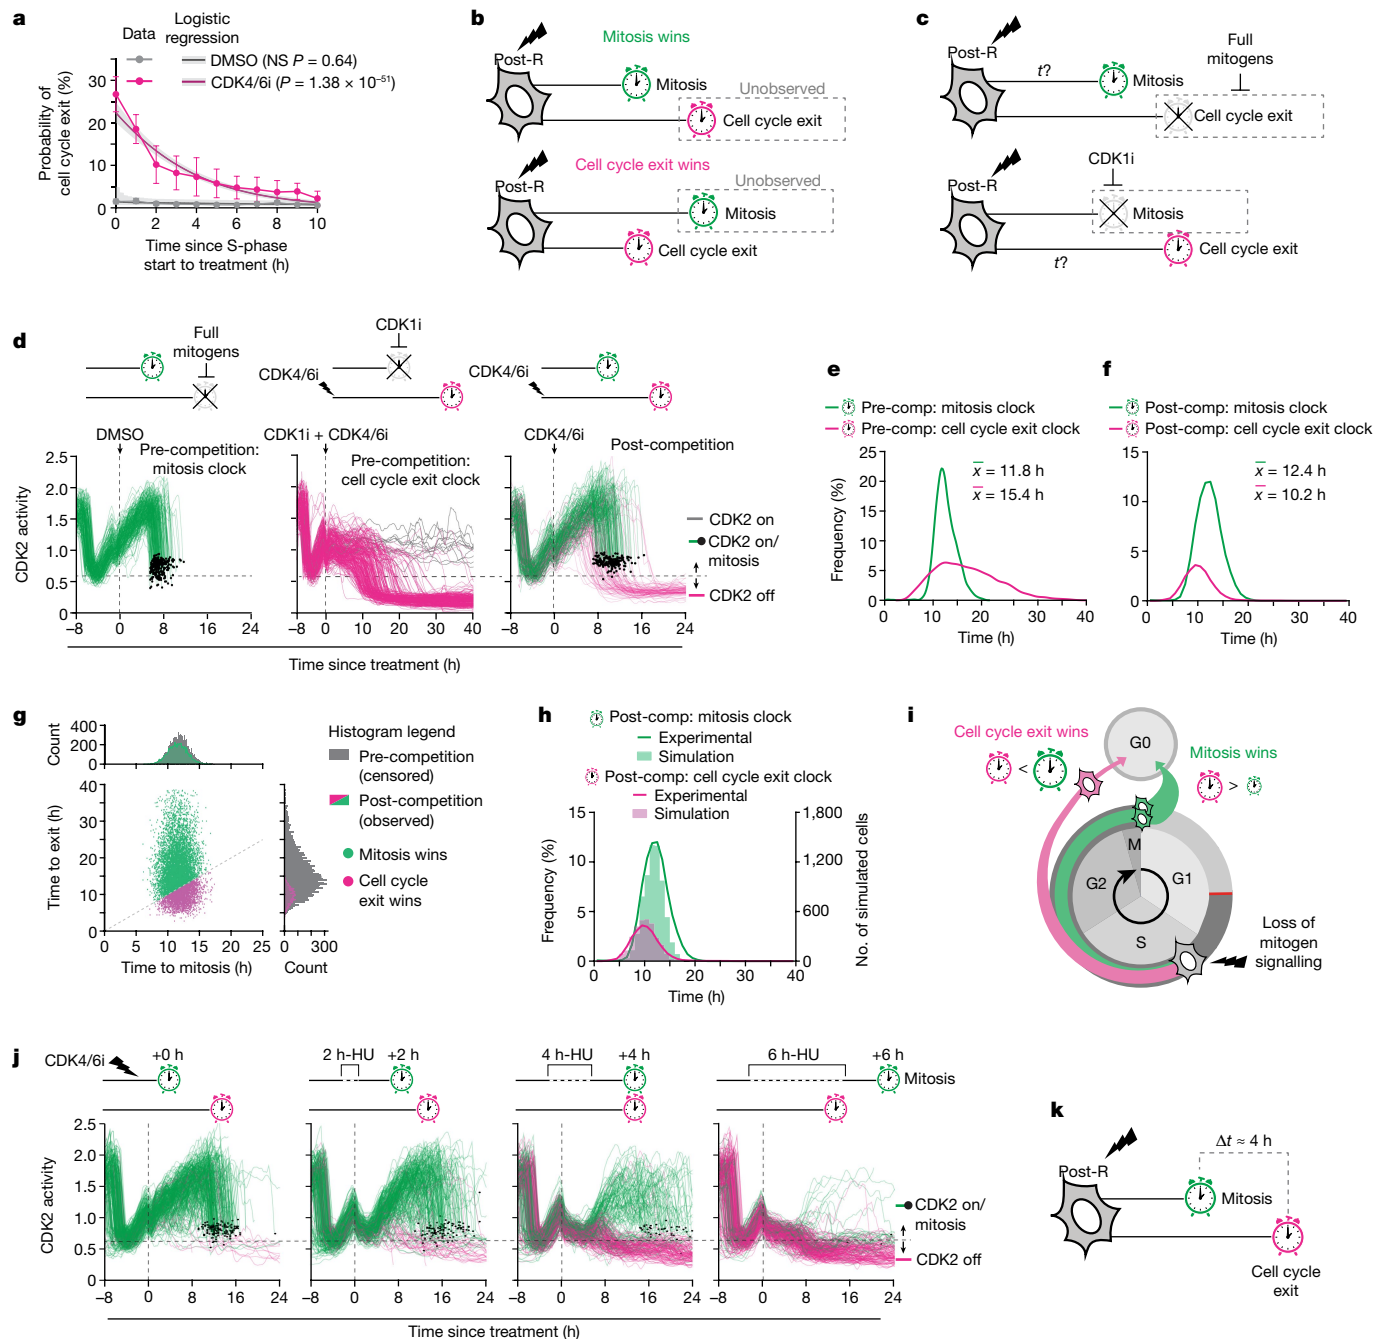 a
Data
Logistic
regression
DMSO (NS P = 0.64)
CDK4/6i (P = 1.38 × 10⁻⁵¹)
Probability of
cell cycle exit (%)
30
20
10
0
0 2 4 6 8 10
Time since S-phase
start to treatment (h)
b
Mitosis wins
Post-R
Mitosis
Unobserved
Cell cycle exit
Cell cycle exit wins
Post-R
Unobserved
Mitosis
Cell cycle exit
c
Post-R
t?
Mitosis
Full
mitogens
Cell cycle exit
CDK1i
Post-R
Mitosis
t?
Cell cycle exit
d
Full
mitogens
CDK1i
CDK4/6i
CDK4/6i
DMSO
Pre-competition:
mitosis clock
CDK1i + CDK4/6i
Pre-competition:
cell cycle exit clock
CDK4/6i
Post-competition
CDK2 activity
2.5
2.0
1.5
1.0
0.5
0
–8 0 8 16 24
–8 0 10 20 30 40
–8 0 8 16 24
Time since treatment (h)
CDK2 on
CDK2 on/
mitosis
CDK2 off
e
Pre-comp: mitosis clock
Pre-comp: cell cycle exit clock
x = 11.8 h
x = 15.4 h
Frequency (%)
25
20
15
10
5
0
0 10 20 30 40
Time (h)
f
Post-comp: mitosis clock
Post-comp: cell cycle exit clock
x = 12.4 h
x = 10.2 h
15
10
5
0
0 10 20 30 40
Time (h)
g
Count
400
200
0
Time to exit (h)
40
30
20
10
0
0 5 10 15 20 25
Time to mitosis (h)
0 300
Count
Histogram legend
Pre-competition
(censored)
Post-competition
(observed)
Mitosis wins
Cell cycle
exit wins
h
Post-comp: mitosis clock
Experimental
Simulation
Post-comp: cell cycle exit clock
Experimental
Simulation
Frequency (%)
15
10
5
0
1,800
1,200
600
0
No. of simulated cells
0 10 20 30 40
Time (h)
i
Cell cycle exit wins
<
G0
Mitosis wins
>
M
G2
G1
S
Loss of
mitogen
signalling
j
CDK4/6i
+0 h
2 h-HU
+2 h
4 h-HU
+4 h
6 h-HU
+6 h
Mitosis
CDK2 activity
2.5
2.0
1.5
1.0
0.5
0
–8 0 8 16 24
–8 0 8 16 24
–8 0 8 16 24
–8 0 8 16 24
Time since treatment (h)
CDK2 on/
mitosis
CDK2 off
k
Δt ≈ 4 h
Post-R
Mitosis
Cell cycle
exit